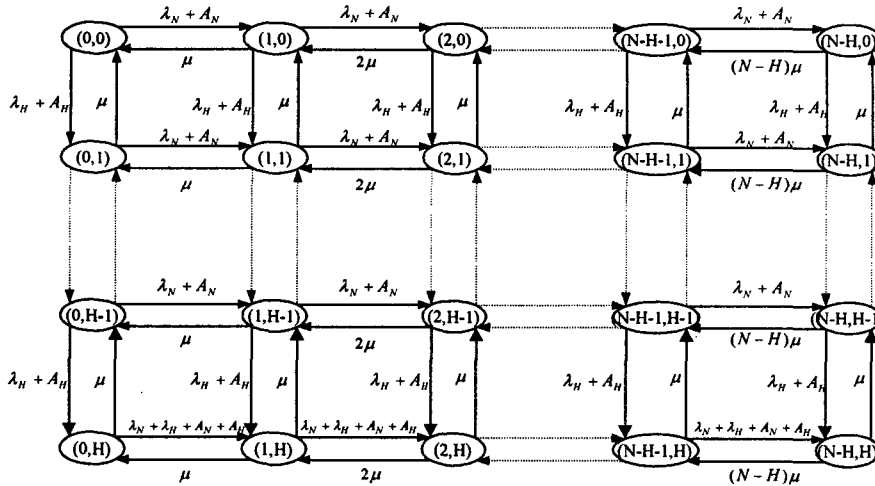 λ_N + A_N λ_N + A_N λ_N + A_N
(0,0) (1,0) (2,0) (N-H-1,0) (N-H,0)
μ 2μ (N − H)μ
λ_H + A_H μ λ_H + A_H μ λ_H + A_H μ μ λ_H + A_H
λ_N + A_N λ_N + A_N λ_N + A_N
(0,1) (1,1) (2,1) (N-H-1,1) (N-H,1)
μ 2μ (N − H)μ
λ_N + A_N λ_N + A_N λ_N + A_N
(0,H-1) (1,H-1) (2,H-1) (N-H-1,H-1) (N-H,H-1)
μ 2μ (N − H)μ
λ_H + A_H μ λ_H + A_H μ λ_H + A_H μ μ λ_H + A_H μ
λ_N + λ_H + A_N + A_H λ_N + λ_H + A_N + A_H λ_N + λ_H + A_N + A_H
(0,H) (1,H) (2,H) (N-H-1,H) (N-H,H)
μ 2μ (N − H)μ